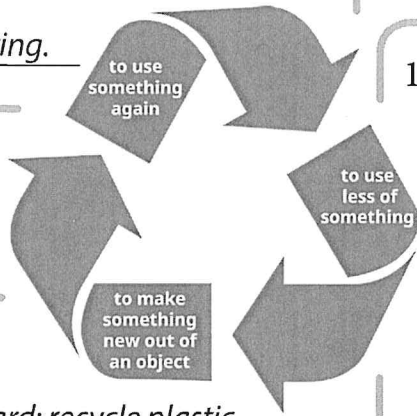 ing.
to use
something
again
1
to use
less of
something
to make
something
new out of
an object
recycle plastic